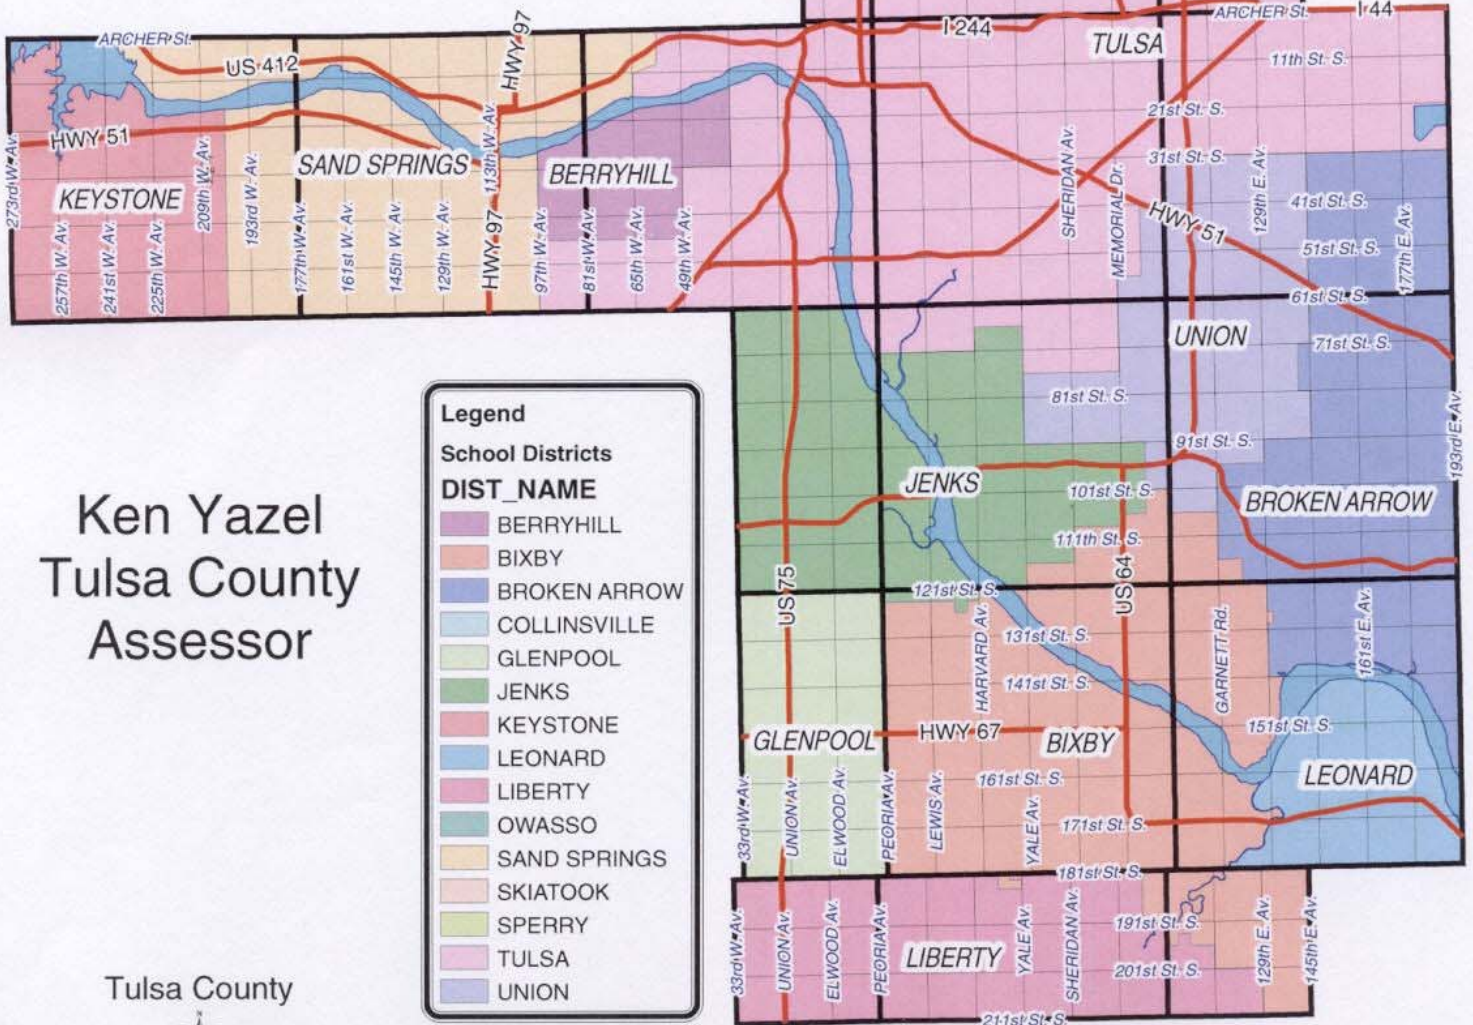 ARCHER St.
I 44
I 244
TULSA
ARCHER St.
HWY 97
US 412
11th St. S.
21st St. S.
HWY 51
273rd W. Av.
KEYSTONE
209th W. Av.
193rd W. Av.
SAND SPRINGS
113th W. Av.
BERRYHILL
SHERIDAN AV.
MEMORIAL Dr.
31st St. S.
129th E. Av.
41st St. S.
HWY 51
51st St. S.
177th E. Av.
257th W. Av.
241st W. Av.
225th W. Av.
177th W. Av.
161st W. Av.
145th W. Av.
129th W. Av.
HWY 97
97th W. Av.
81st W. Av.
65th W. Av.
49th W. Av.
61st St. S.
UNION
71st St. S.
81st St. S.
91st St. S.
193rd E. Av.
JENKS
101st St. S.
BROKEN ARROW
111th St. S.
US 75
121st St. S.
US 64
HARVARD AV.
131st St. S.
GARNETT Rd.
161st E. Av.
141st St. S.
151st St. S.
GLENPOOL
HWY 67
BIXBY
LEONARD
33rd W. Av.
UNION Av.
ELWOOD Av.
PEORIA Av.
LEWIS Av.
161st St. S.
YALE Av.
171st St. S.
181st St. S.
33rd W. Av.
UNION Av.
ELWOOD Av.
PEORIA Av.
LIBERTY
YALE Av.
SHERIDAN Av.
191st St. S.
201st St. S.
129th E. Av.
145th E. Av.
211st St. S.
Ken Yazel
Tulsa County
Assessor
Legend
School Districts
DIST_NAME
BERRYHILL
BIXBY
BROKEN ARROW
COLLINSVILLE
GLENPOOL
JENKS
KEYSTONE
LEONARD
LIBERTY
OWASSO
SAND SPRINGS
SKIATOOK
SPERRY
TULSA
UNION
Tulsa County
N